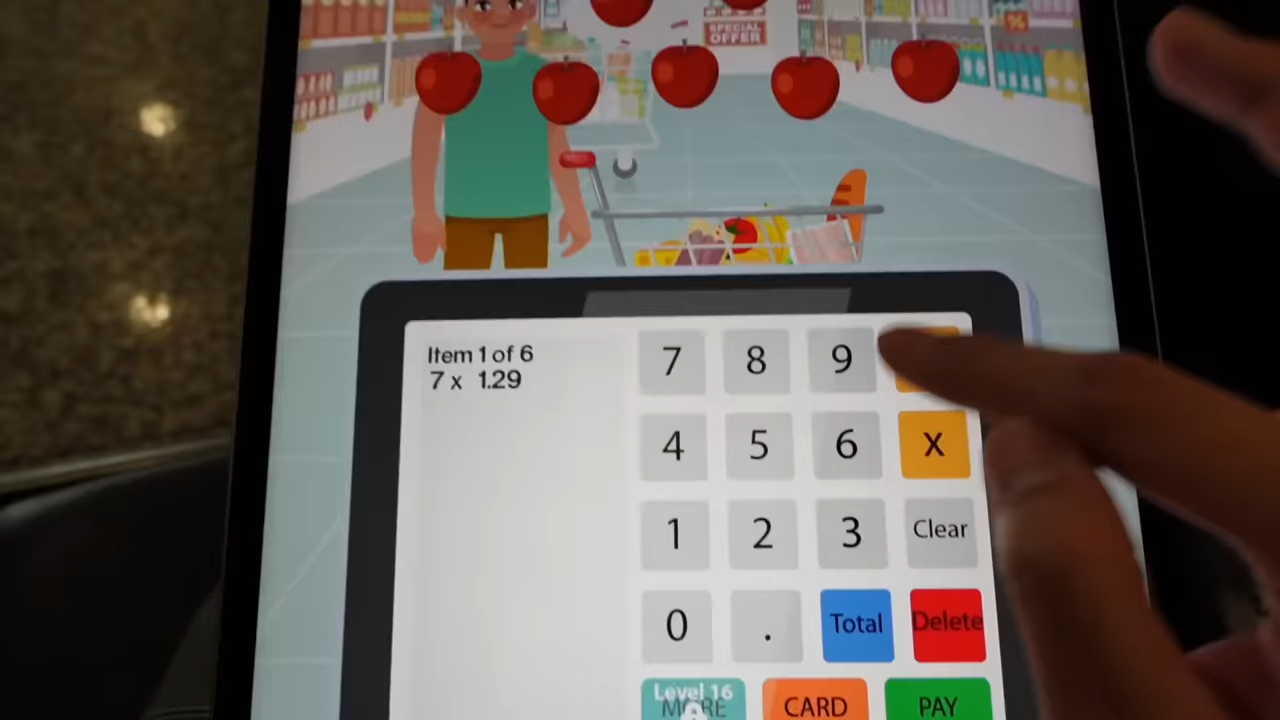 SPECIAL
OFFER
%
Item 1 of 6
7 x 1.29
7 8 9
4 5 6 X
1 2 3 Clear
0 . Total Delete
Level 16
MORE CARD PAY